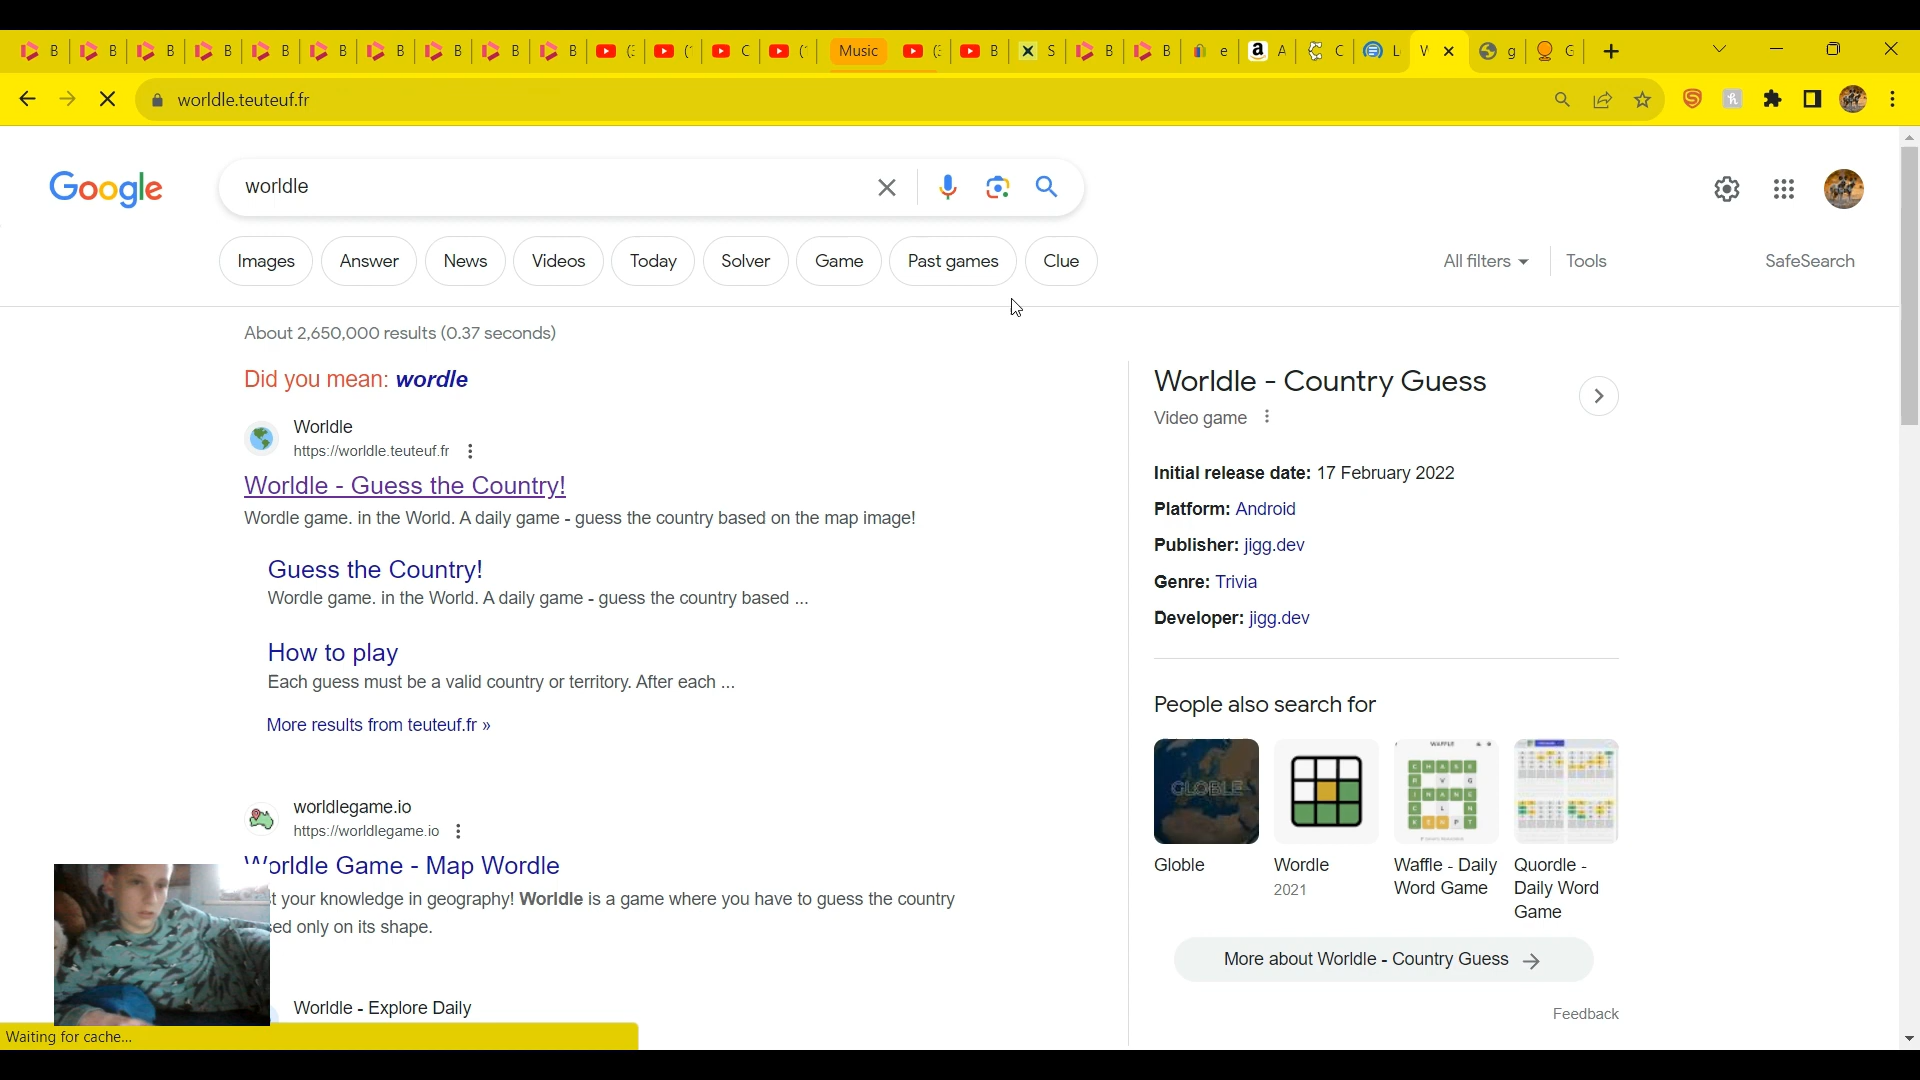 B B B B B B B B B B (3 (' C (' Music (3 B S B B e A C L W g G
worldle.teuteuf.fr
Google
worldle
Images Answer News Videos Today Solver Game Past games Clue
All filters Tools SafeSearch
About 2,650,000 results (0.37 seconds)
Did you mean: wordle
Worldle
https://worldle.teuteuf.fr
Worldle - Guess the Country!
Wordle game. in the World. A daily game - guess the country based on the map image!
Guess the Country!
Wordle game. in the World. A daily game - guess the country based ...
How to play
Each guess must be a valid country or territory. After each ...
More results from teuteuf.fr »
worldlegame.io
https://worldlegame.io
orldle Game - Map Wordle
t your knowledge in geography! Worldle is a game where you have to guess the country
sed only on its shape.
Worldle - Explore Daily
Worldle - Country Guess
Video game
Initial release date: 17 February 2022
Platform: Android
Publisher: jigg.dev
Genre: Trivia
Developer: jigg.dev
People also search for
GLOBLE
WAFFLE
Globle
Wordle
2021
Waffle - Daily
Word Game
Quordle -
Daily Word
Game
More about Worldle - Country Guess
Feedback
Waiting for cache...